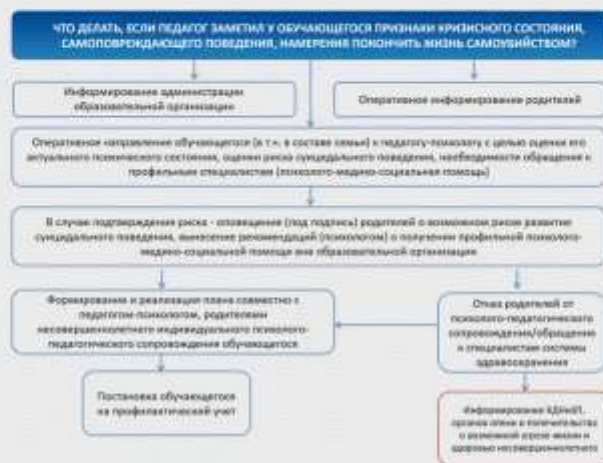 ЧТО ДЕЛАТЬ, ЕСЛИ ПЕДАГОГ ЗАМЕТИЛ У ОБУЧАЮЩЕГОСЯ ПРИЗНАКИ КРИЗИСНОГО СОСТОЯНИЯ,
САМОПОВРЕЖДАЮЩЕГО ПОВЕДЕНИЯ, НАМЕРЕНИЯ ПОКОНЧИТЬ ЖИЗНЬ САМОУБИЙСТВОМ?
Информирование администрации
образовательной организации
Оперативное информирование родителей
Оперативное направление обучающегося (в т.ч. в составе семьи) к педагогу-психологу с целью оценки его
актуального психического состояния, оценки риска суицидального поведения, необходимости обращения к
профильным специалистам (психолого-медико-социальная помощь)
В случае подтверждения риска - оповещение (под подпись) родителей о возможном риске развития
суицидального поведения, вынесение рекомендаций (психологом) о получении профильной психолого-
медико-социальной помощи вне образовательной организации
Формирование и реализация плана совместно с
педагогом-психологом, родителями
несовершеннолетнего индивидуального психолого-
педагогического сопровождения обучающегося
Отказ родителей от
психолого-педагогического
сопровождения/обращения
к специалистам системы
здравоохранения
Постановка обучающегося
на профилактический учет
Информирование КДНиЗП,
органов опеки и попечительства
о возможной угрозе жизни и
здоровью несовершеннолетнего